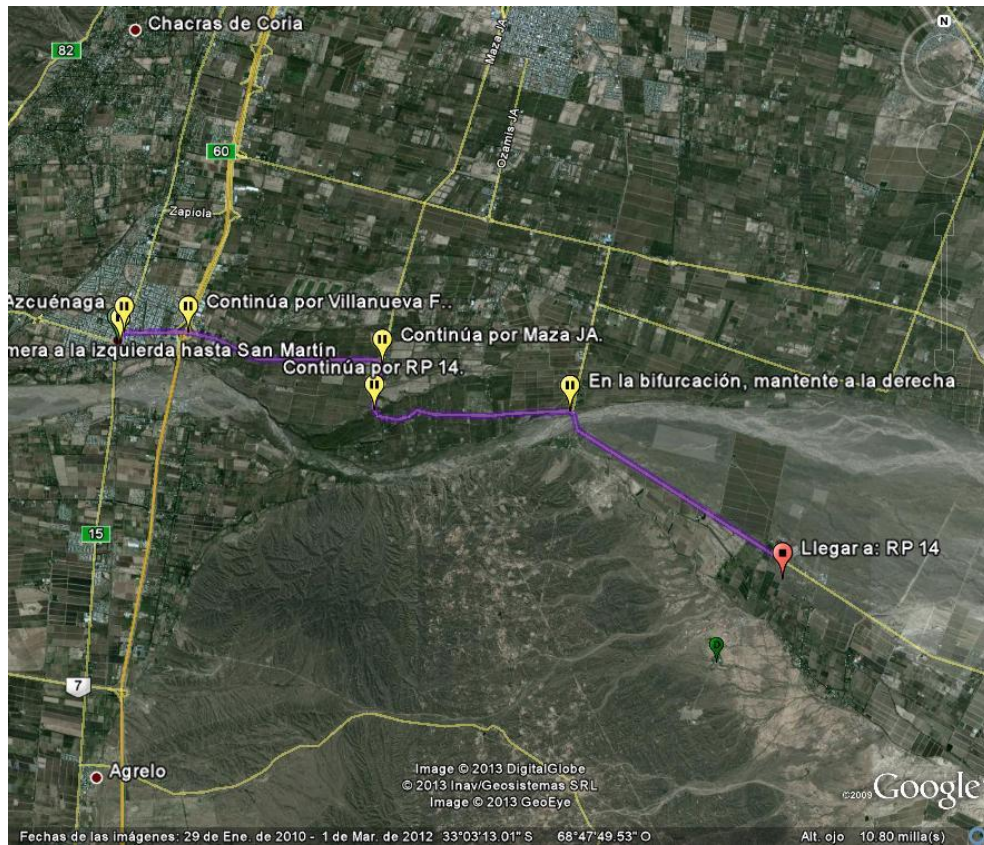 N
Chacras de Coria
82
Maza JA
Ozamis JA
60
Zapiola
Azcuénaga.
Continúa por Villanueva F..
Continúa por Maza JA.
mera a la izquierda hasta San Martín
Continúa por RP 14.
En la bifurcación, mantente a la derecha
15
Llegar a: RP 14
7
Agrelo
Image © 2013 DigitalGlobe
© 2013 Inav/Geosistemas SRL
Image © 2013 GeoEye
©2009 Google
Fechas de las imágenes: 29 de Ene. de 2010 - 1 de Mar. de 2012 33°03'13.01" S 68°47'49.53" O Alt. ojo 10.80 milla(s)